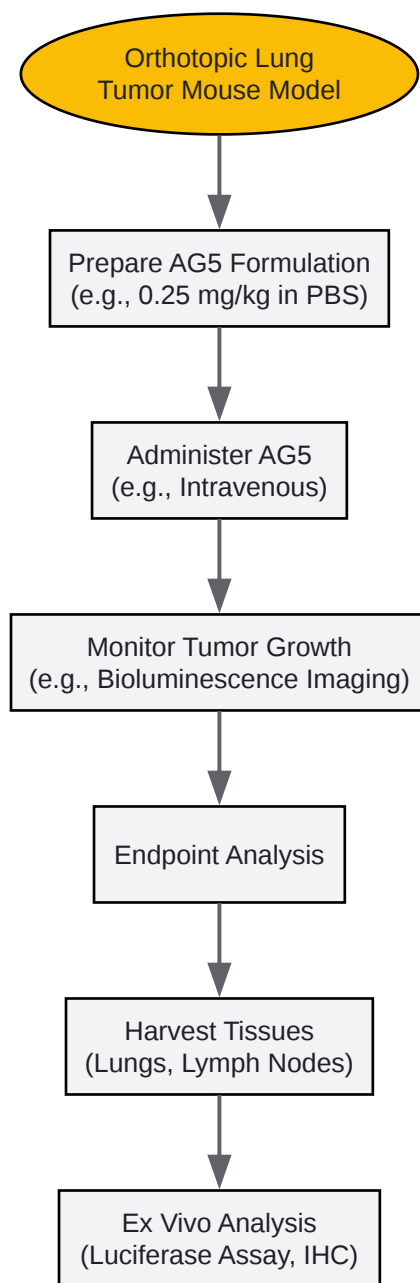 Orthotopic Lung
Tumor Mouse Model
Prepare AG5 Formulation
(e.g., 0.25 mg/kg in PBS)
Administer AG5
(e.g., Intravenous)
Monitor Tumor Growth
(e.g., Bioluminescence Imaging)
Endpoint Analysis
Harvest Tissues
(Lungs, Lymph Nodes)
Ex Vivo Analysis
(Luciferase Assay, IHC)